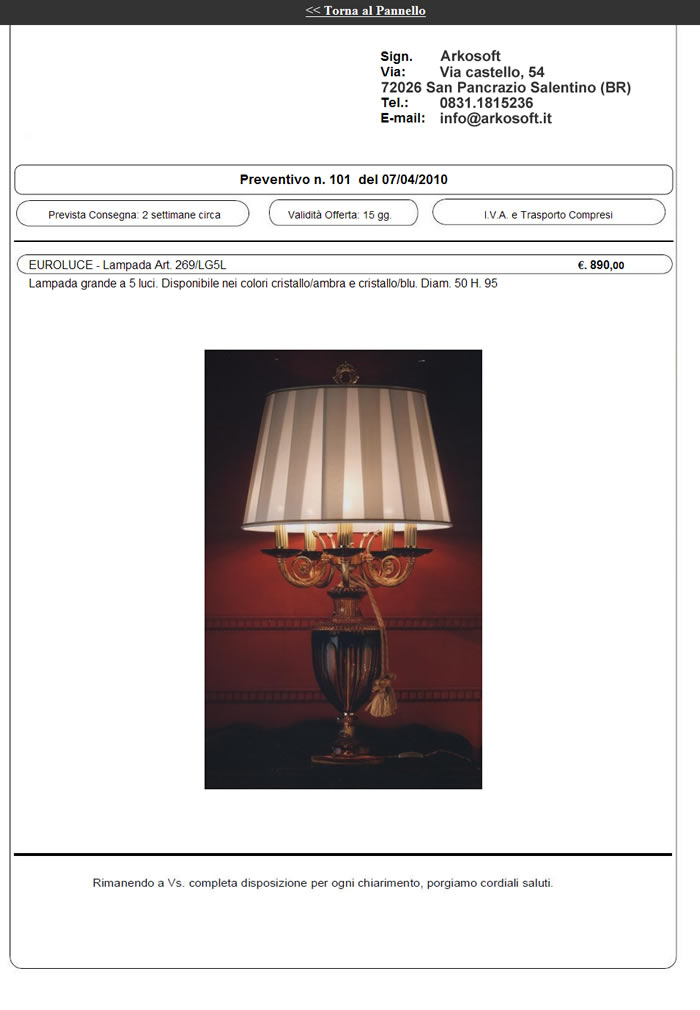 << Torna al Pannello
Sign. Arkosoft
Via: Via castello, 54
72026 San Pancrazio Salentino (BR)
Tel.: 0831.1815236
E-mail: info@arkosoft.it
Preventivo n. 101 del 07/04/2010
Prevista Consegna: 2 settimane circa
Validità Offerta: 15 gg.
I.V.A. e Trasporto Compresi
EUROLUCE - Lampada Art. 269/LG5L €. 890,00
Lampada grande a 5 luci. Disponibile nei colori cristallo/ambra e cristallo/blu. Diam. 50 H. 95
Rimanendo a Vs. completa disposizione per ogni chiarimento, porgiamo cordiali saluti.